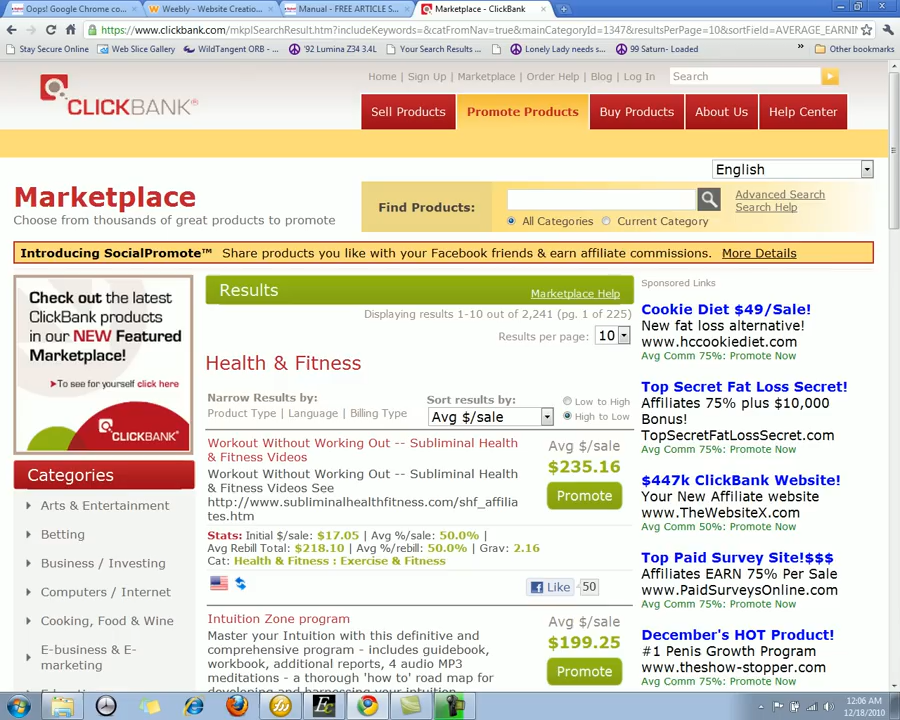 Oops! Google Chrome co...
Weebly - Website Creatio...
Manual - FREE ARTICLE S...
Marketplace - ClickBank
https://www.clickbank.com/mkplSearchResult.htm?includeKeywords=&catFromNav=true&mainCategoryId=1347&resultsPerPage=10&sortField=AVERAGE_EARNIN
Stay Secure Online
Web Slice Gallery
WildTangent ORB - ...
'92 Lumina Z34 3.4L
Your Search Results ...
Lonely Lady needs s...
99 Saturn- Loaded
»
Other bookmarks
CLICKBANK®
Home | Sign Up | Marketplace | Order Help | Blog | Log In
Search
Sell Products
Promote Products
Buy Products
About Us
Help Center
English
Marketplace
Choose from thousands of great products to promote
Find Products:
All Categories
Current Category
Advanced Search
Search Help
Introducing SocialPromote™ Share products you like with your Facebook friends & earn affiliate commissions. More Details
Check out the latest
ClickBank products
in our NEW Featured
Marketplace!
To see for yourself click here
CLICKBANK
Categories
Arts & Entertainment
Betting
Business / Investing
Computers / Internet
Cooking, Food & Wine
E-business & E-
marketing
Results
Marketplace Help
Displaying results 1-10 out of 2,241 (pg. 1 of 225)
Results per page: 10
Health & Fitness
Narrow Results by:
Product Type | Language | Billing Type
Sort results by:
Avg $/sale
Low to High
High to Low
Workout Without Working Out -- Subliminal Health
& Fitness Videos
Workout Without Working Out -- Subliminal Health
& Fitness Videos See
http://www.subliminalhealthfitness.com/shf_affilia
tes.htm
Avg $/sale
$235.16
Promote
Stats: Initial $/sale: $17.05 | Avg %/sale: 50.0% |
Avg Rebill Total: $218.10 | Avg %/rebill: 50.0% | Grav: 2.16
Cat: Health & Fitness : Exercise & Fitness
Like
50
Intuition Zone program
Master your Intuition with this definitive and
comprehensive program - includes guidebook,
workbook, additional reports, 4 audio MP3
meditations - a thorough 'how to' road map for
developing and harnessing your intuition
Avg $/sale
$199.25
Promote
Sponsored Links
Cookie Diet $49/Sale!
New fat loss alternative!
www.hccookiediet.com
Avg Comm 75%: Promote Now
Top Secret Fat Loss Secret!
Affiliates 75% plus $10,000
Bonus!
TopSecretFatLossSecret.com
Avg Comm 75%: Promote Now
$447k ClickBank Website!
Your New Affiliate website
www.TheWebsiteX.com
Avg Comm 50%: Promote Now
Top Paid Survey Site!$$$
Affiliates EARN 75% Per Sale
www.PaidSurveysOnline.com
Avg Comm 75%: Promote Now
December's HOT Product!
#1 Penis Growth Program
www.theshow-stopper.com
Avg Comm 75%: Promote Now
12:06 AM
12/18/2010